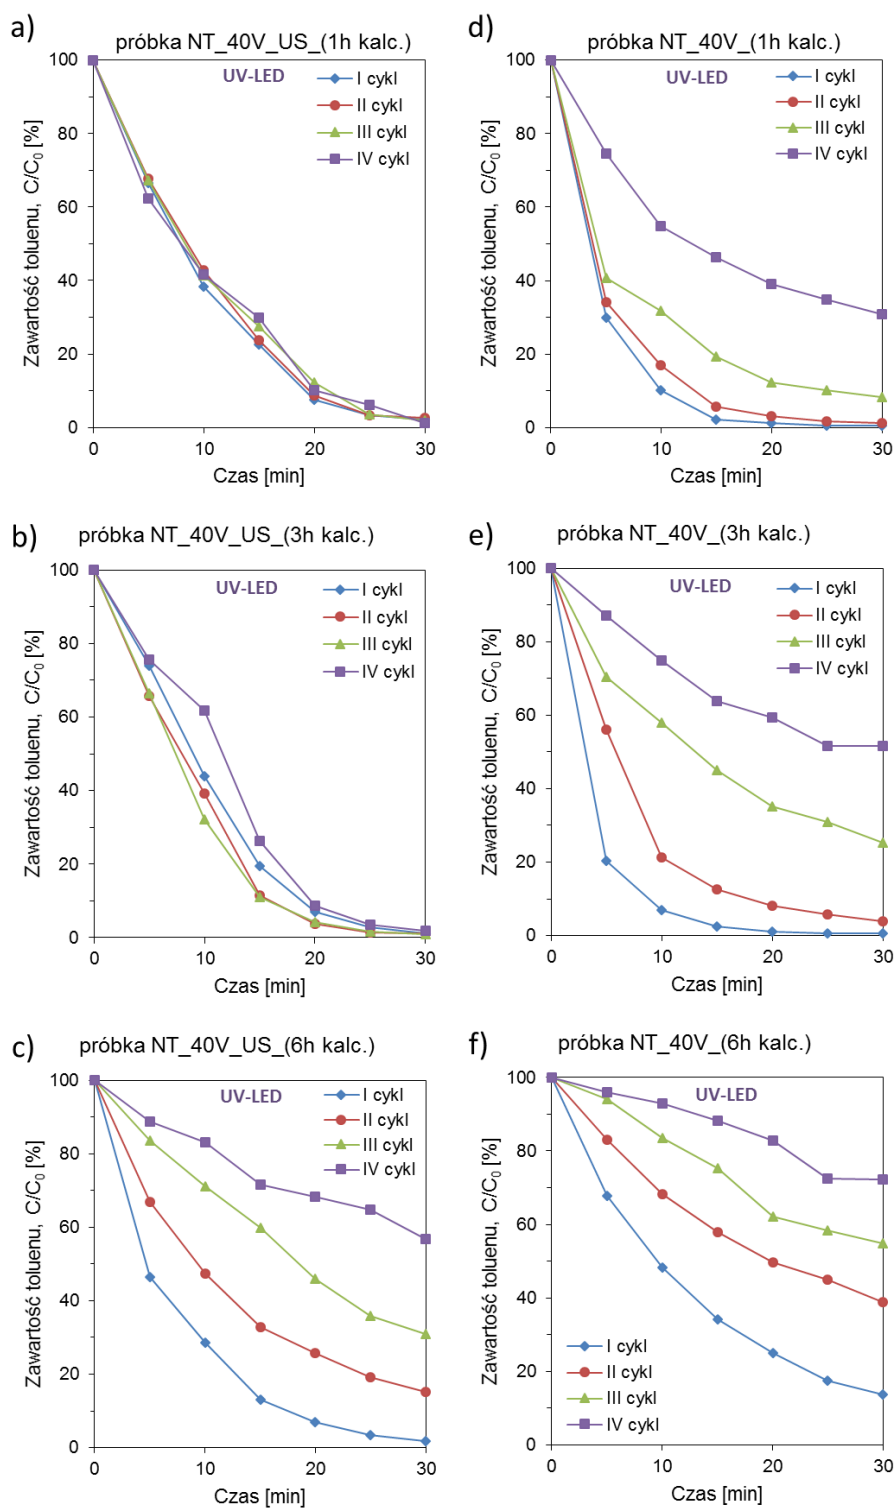 a)
próbka NT_40V_US_(1h kalc.)
UV-LED
I cykl
II cykl
III cykl
IV cykl
Zawartość toluenu, C/C₀ [%]
100
80
60
40
20
0
0 10 20 30
Czas [min]
d)
próbka NT_40V_(1h kalc.)
UV-LED
I cykl
II cykl
III cykl
IV cykl
Zawartość toluenu, C/C₀ [%]
100
80
60
40
20
0
0 10 20 30
Czas [min]
b)
próbka NT_40V_US_(3h kalc.)
UV-LED
I cykl
II cykl
III cykl
IV cykl
Zawartość toluenu, C/C₀ [%]
100
80
60
40
20
0
0 10 20 30
Czas [min]
e)
próbka NT_40V_(3h kalc.)
UV-LED
I cykl
II cykl
III cykl
IV cykl
Zawartość toluenu, C/C₀ [%]
100
80
60
40
20
0
0 10 20 30
Czas [min]
c)
próbka NT_40V_US_(6h kalc.)
UV-LED
I cykl
II cykl
III cykl
IV cykl
Zawartość toluenu, C/C₀ [%]
100
80
60
40
20
0
0 10 20 30
Czas [min]
f)
próbka NT_40V_(6h kalc.)
UV-LED
I cykl
II cykl
III cykl
IV cykl
Zawartość toluenu, C/C₀ [%]
100
80
60
40
20
0
0 10 20 30
Czas [min]